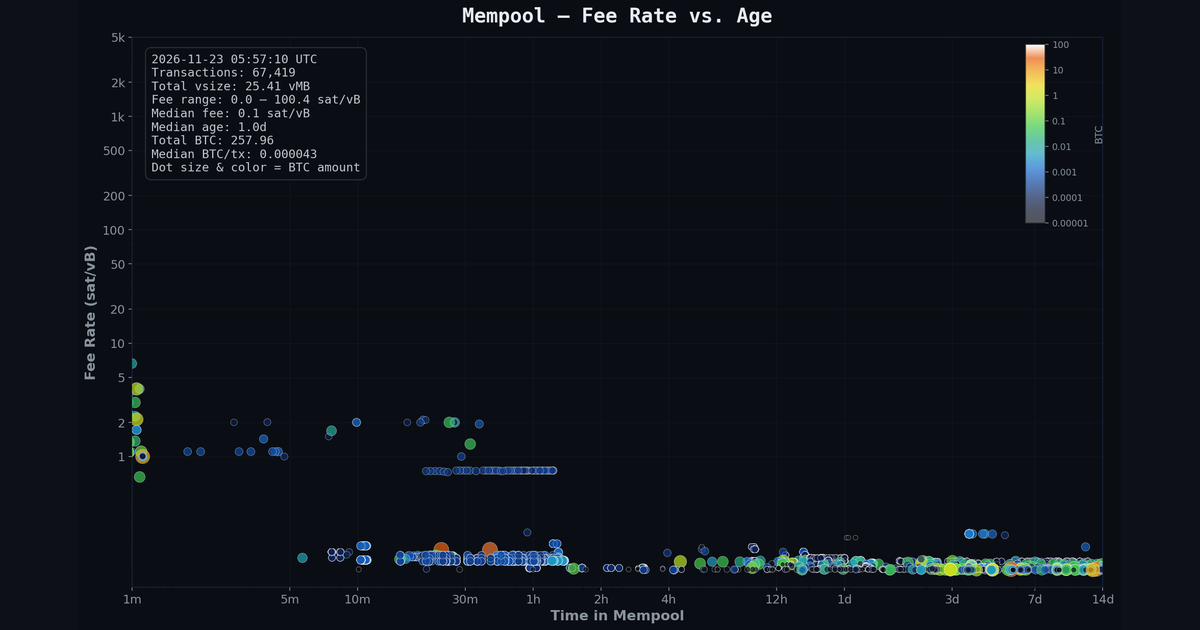 Mempool — Fee Rate vs. Age
2026-11-23 05:57:10 UTC
Transactions: 67,419
Total vsize: 25.41 vMB
Fee range: 0.0 – 100.4 sat/vB
Median fee: 0.1 sat/vB
Median age: 1.0d
Total BTC: 257.96
Median BTC/tx: 0.000043
Dot size & color = BTC amount
5k
2k
1k
500
200
100
50
20
10
5
2
1
Fee Rate (sat/vB)
100
10
1
0.1
0.01
0.001
0.0001
0.00001
BTC
1m 5m 10m 30m 1h 2h 4h 12h 1d 3d 7d 14d
Time in Mempool